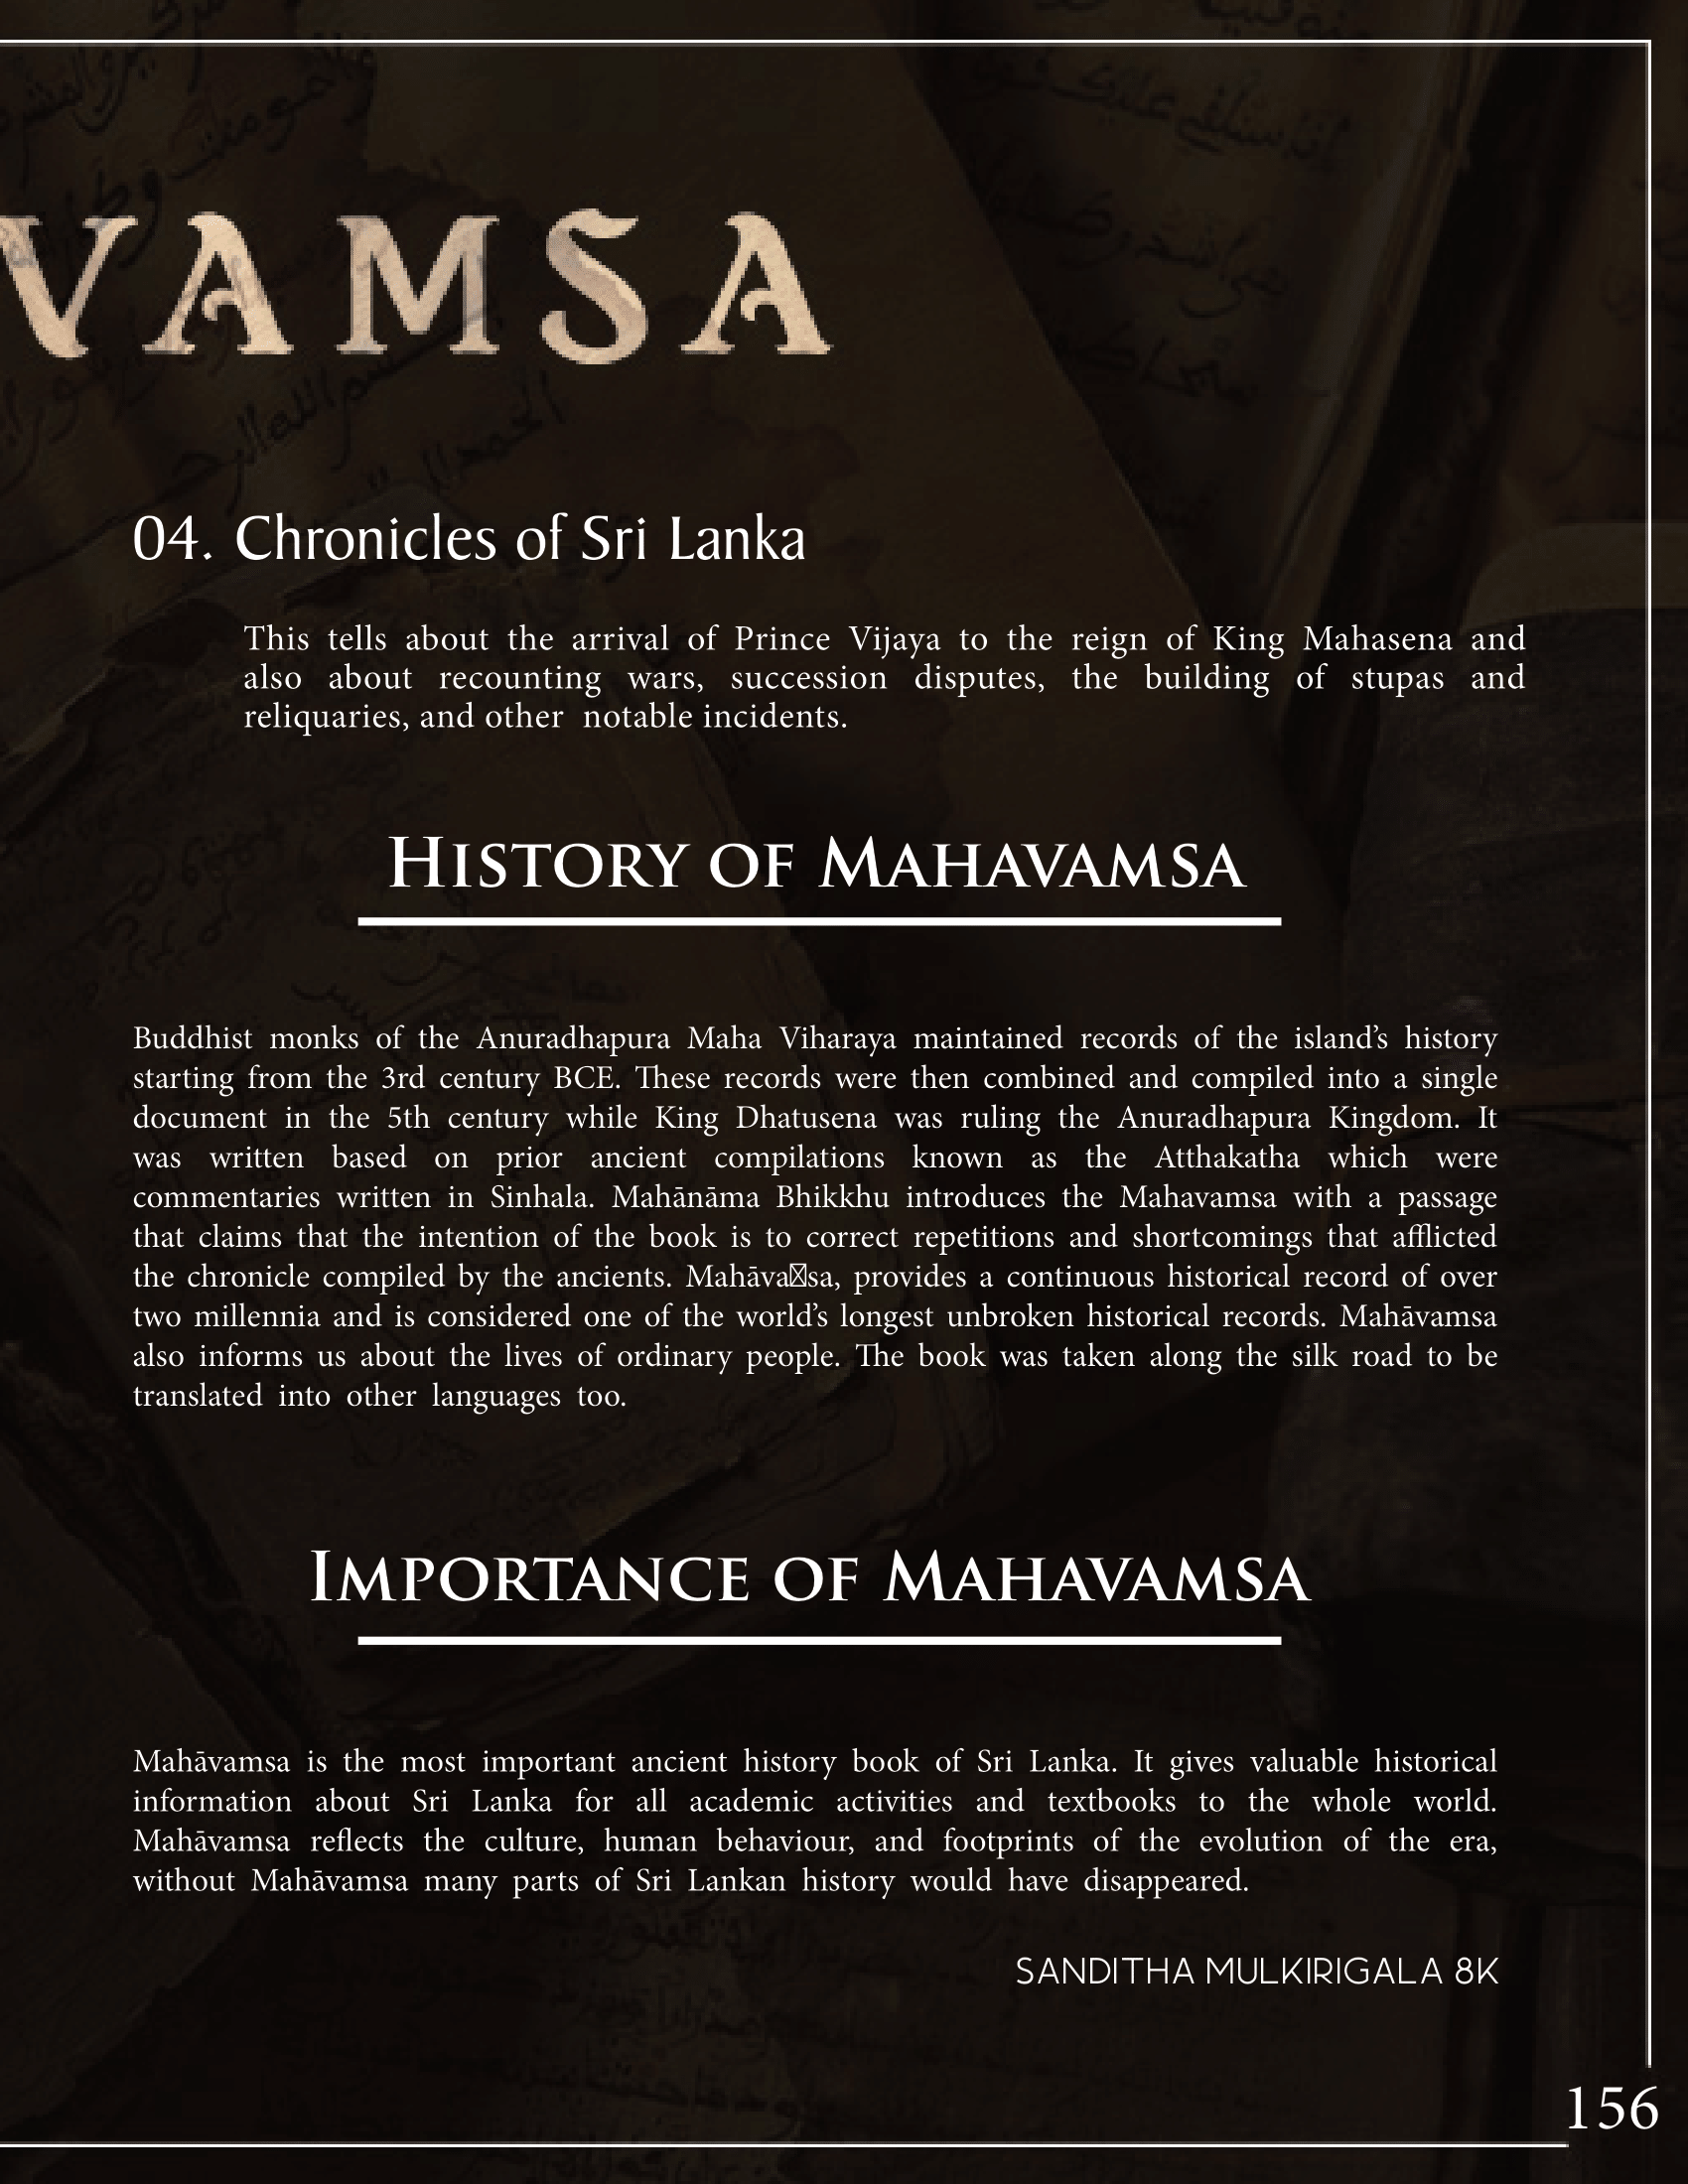 VAMSA
04. Chronicles of Sri Lanka
This tells about the arrival of Prince Vijaya to the reign of King Mahasena and
also about recounting wars, succession disputes, the building of stupas and
reliquaries, and other notable incidents.
History of Mahavamsa
Buddhist monks of the Anuradhapura Maha Viharaya maintained records of the island’s history
starting from the 3rd century BCE. These records were then combined and compiled into a single
document in the 5th century while King Dhatusena was ruling the Anuradhapura Kingdom. It
was written based on prior ancient compilations known as the Atthakatha which were
commentaries written in Sinhala. Mahānāma Bhikkhu introduces the Mahavamsa with a passage
that claims that the intention of the book is to correct repetitions and shortcomings that afflicted
the chronicle compiled by the ancients. Mahāva☒sa, provides a continuous historical record of over
two millennia and is considered one of the world’s longest unbroken historical records. Mahāvamsa
also informs us about the lives of ordinary people. The book was taken along the silk road to be
translated into other languages too.
Importance of Mahavamsa
Mahāvamsa is the most important ancient history book of Sri Lanka. It gives valuable historical
information about Sri Lanka for all academic activities and textbooks to the whole world.
Mahāvamsa reflects the culture, human behaviour, and footprints of the evolution of the era,
without Mahāvamsa many parts of Sri Lankan history would have disappeared.
SANDITHA MULKIRIGALA 8K
156